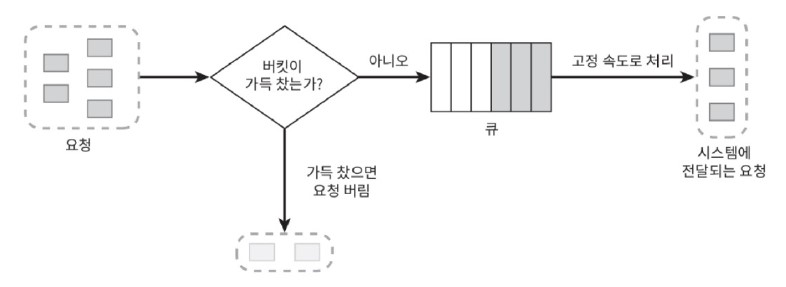 요청
버킷이
가득 찼는가?
아니오
가득 찼으면
요청 버림
큐
고정 속도로 처리
시스템에
전달되는 요청